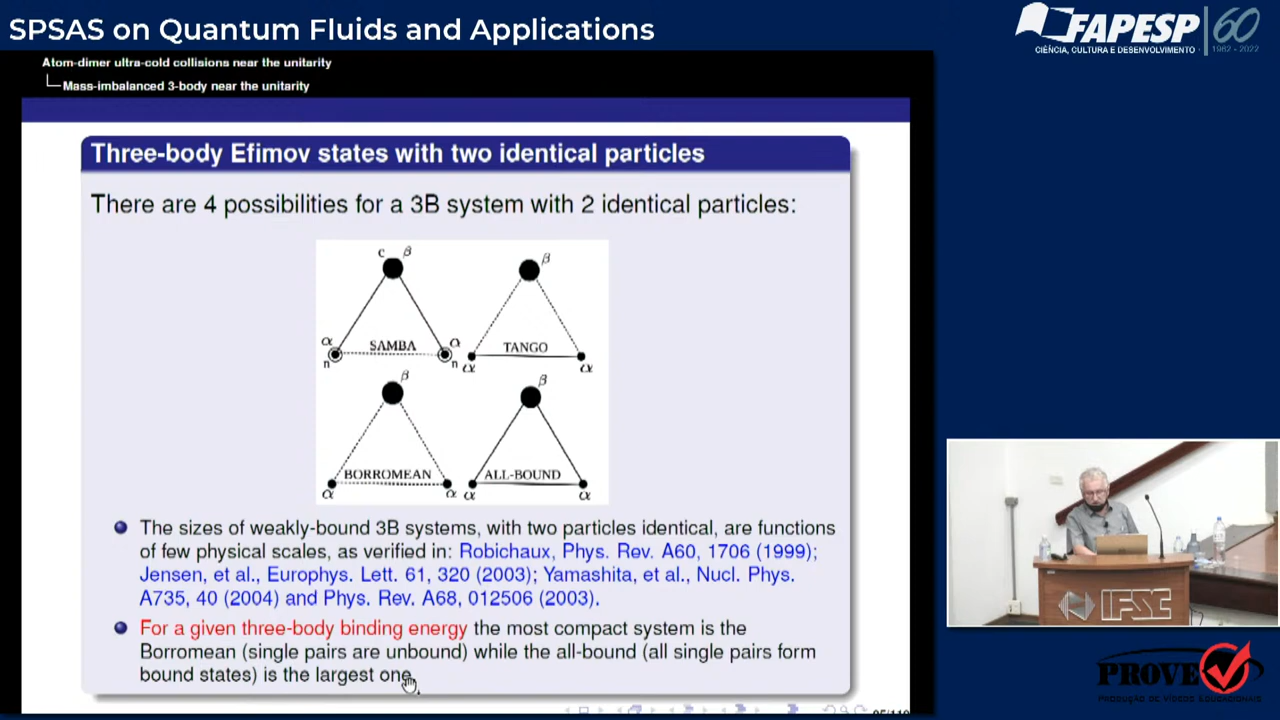 SPSAS on Quantum Fluids and Applications
FAPESP 60
CIÊNCIA, CULTURA E DESENVOLVIMENTO 1962 - 2022
Atom-dimer ultra-cold collisions near the unitarity
Mass-imbalanced 3-body near the unitarity
Three-body Efimov states with two identical particles
There are 4 possibilities for a 3B system with 2 identical particles:
c β
β
α SAMBA α
n n
TANGO
α α
β
β
BORROMEAN
α α
ALL-BOUND
α α
The sizes of weakly-bound 3B systems, with two particles identical, are functions
of few physical scales, as verified in: Robichaux, Phys. Rev. A60, 1706 (1999);
Jensen, et al., Europhys. Lett. 61, 320 (2003); Yamashita, et al., Nucl. Phys.
A735, 40 (2004) and Phys. Rev. A68, 012506 (2003).
For a given three-body binding energy the most compact system is the
Borromean (single pairs are unbound) while the all-bound (all single pairs form
bound states) is the largest one.
IFSC
PROVE
PRODUÇÃO DE VÍDEOS EDUCACIONAIS